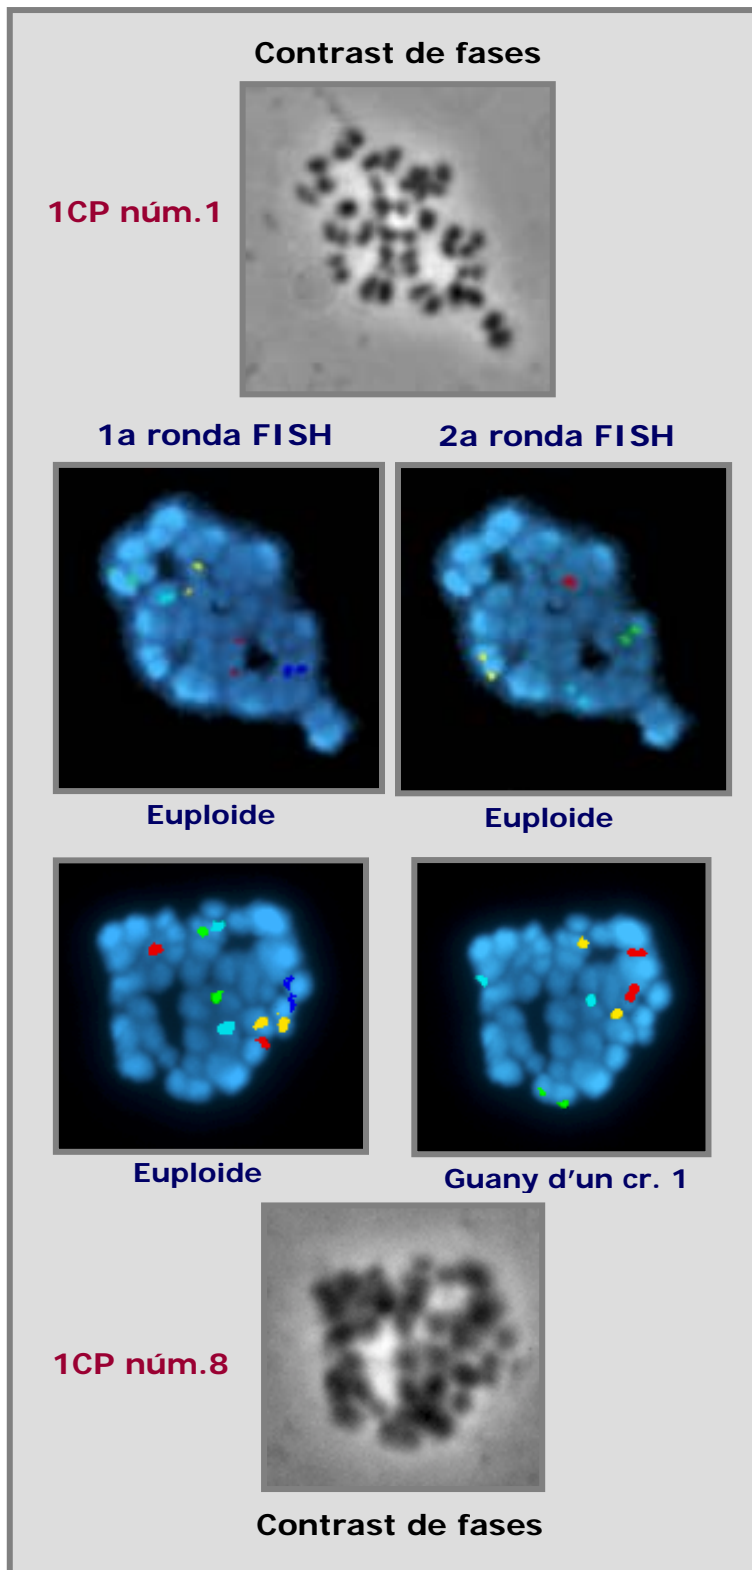 Contrast de fases
1CP núm.1
1a ronda FISH
2a ronda FISH
Euploide
Euploide
Euploide
Guany d'un cr. 1
1CP núm.8
Contrast de fases